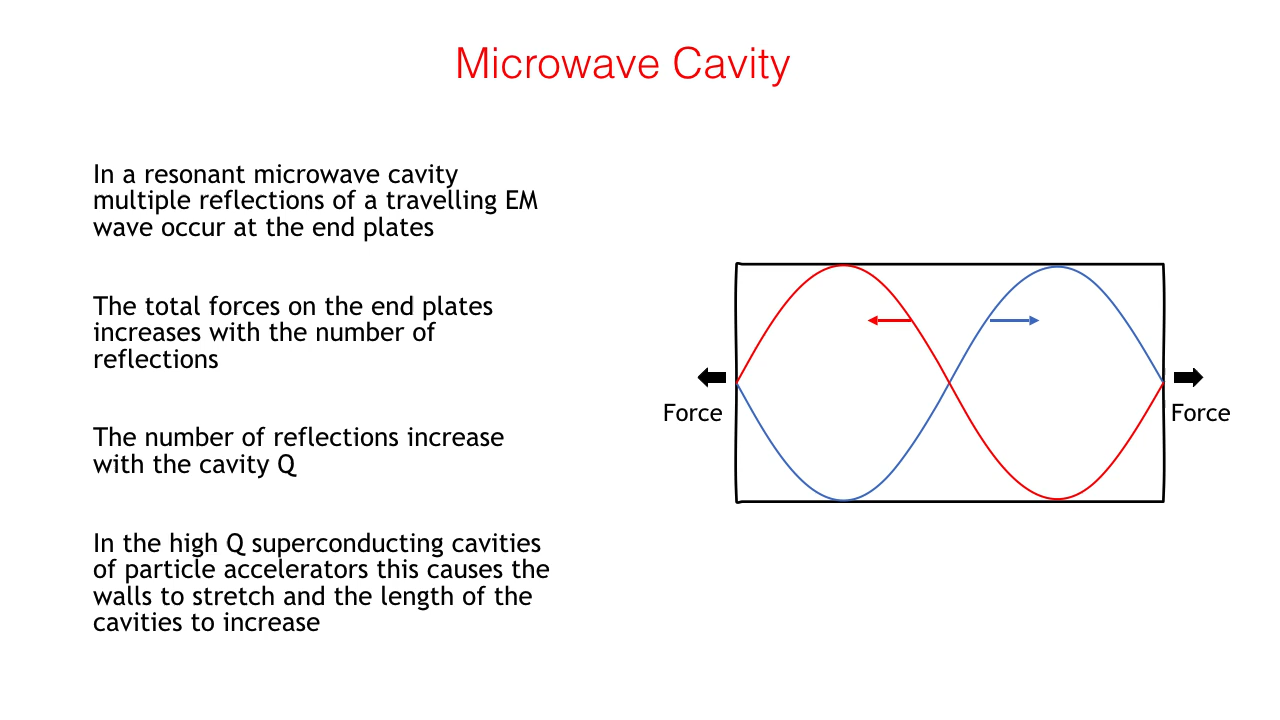 Microwave Cavity
In a resonant microwave cavity
multiple reflections of a travelling EM
wave occur at the end plates
The total forces on the end plates
increases with the number of
reflections
The number of reflections increase
with the cavity Q
In the high Q superconducting cavities
of particle accelerators this causes the
walls to stretch and the length of the
cavities to increase
Force
Force